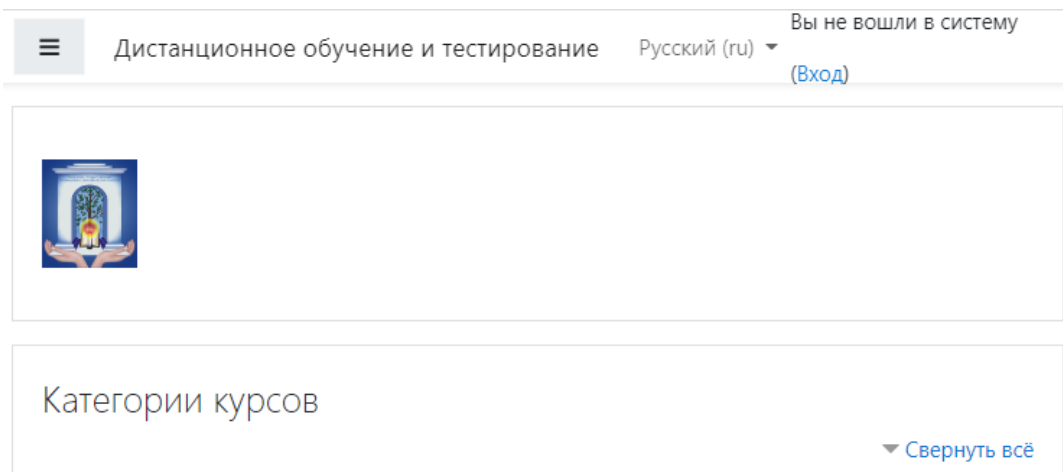 Дистанционное обучение и тестирование
Русский (ru)
Вы не вошли в систему
(Вход)
Категории курсов
Свернуть всё